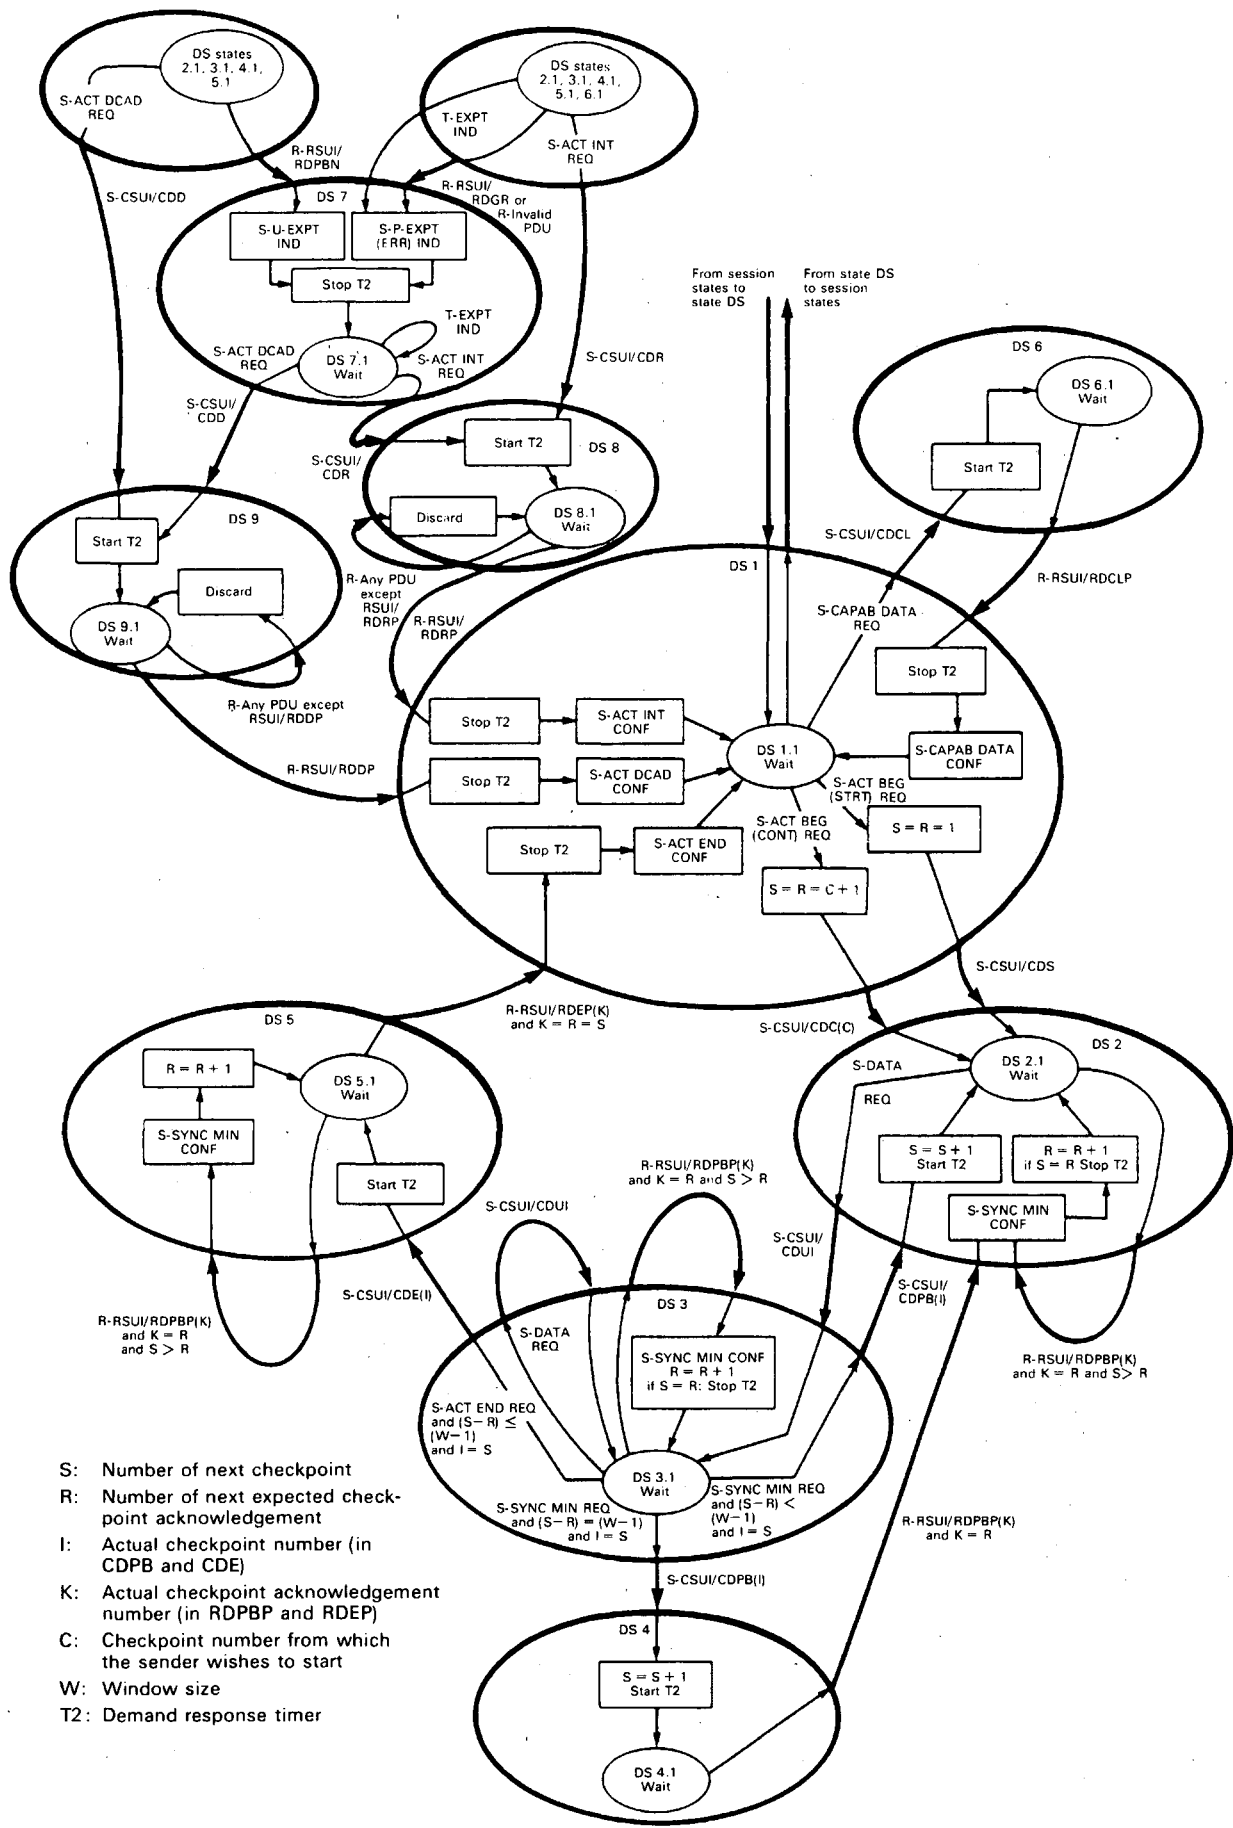 DS states
2.1, 3.1, 4.1,
5.1
S-ACT DCAD
REQ
DS states
2.1, 3.1, 4.1,
5.1, 6.1
T-EXPT
IND
S-ACT INT
REQ
R-RSUI/
RDPBN
R-RSUI/
RDGR or
R-Invalid
PDU
S-CSUI/CDD
DS 7
S-U-EXPT
IND
S-P-EXPT
(ERR) IND
Stop T2
T-EXPT
IND
S-ACT DCAD
REQ
DS 7.1
Wait
S-ACT INT
REQ
S-CSUI/
CDD
S-CSUI/CDR
S-CSUI/
CDR
Start T2
DS 8
Discard
DS 8.1
Wait
R-Any PDU
except
RSUI/
RDRP
R-RSUI/
RDRP
DS 9
Start T2
Discard
DS 9.1
Wait
R-Any PDU except
RSUI/RDDP
R-RSUI/RDDP
From session
states to
state DS
From state DS
to session
states
DS 6
DS 6.1
Wait
Start T2
S-CSUI/CDCL
R-RSUI/RDCLP
DS 1
S-CAPAB DATA
REQ
Stop T2
S-CAPAB DATA
CONF
Stop T2
S-ACT INT
CONF
DS 1.1
Wait
Stop T2
S-ACT DCAD
CONF
S-ACT BEG
(STRT) REQ
S = R = 1
S-ACT BEG
(CONT) REQ
Stop T2
S-ACT END
CONF
S = R = C + 1
S-CSUI/CDS
S-CSUI/CDC(C)
R-RSUI/RDEP(K)
and K = R = S
DS 5
R = R + 1
DS 5.1
Wait
S-SYNC MIN
CONF
Start T2
R-RSUI/RDPBP(K)
and K = R
and S > R
S-CSUI/CDE(I)
DS 2
DS 2.1
Wait
S-DATA
REQ
S = S + 1
Start T2
R = R + 1
if S = R Stop T2
S-SYNC MIN
CONF
S-CSUI/
CDUI
S-CSUI/
CDPB(I)
R-RSUI/RDPBP(K)
and K = R and S> R
R-RSUI/RDPBP(K)
and K = R and S > R
S-CSUI/CDUI
DS 3
S-DATA
REQ
S-SYNC MIN CONF
R = R + 1
if S = R: Stop T2
S-ACT END REQ
and (S-R) ≤
(W-1)
and I = S
DS 3.1
Wait
S-SYNC MIN REQ
and (S-R) = (W-1)
and I = S
S-SYNC MIN REQ
and (S-R) <
(W-1)
and I = S
R-RSUI/RDPBP(K)
and K = R
S-CSUI/CDPB(I)
DS 4
S = S + 1
Start T2
DS 4.1
Wait
S: Number of next checkpoint
R: Number of next expected check-
point acknowledgement
I: Actual checkpoint number (in
CDPB and CDE)
K: Actual checkpoint acknowledgement
number (in RDPBP and RDEP)
C: Checkpoint number from which
the sender wishes to start
W: Window size
T2: Demand response timer